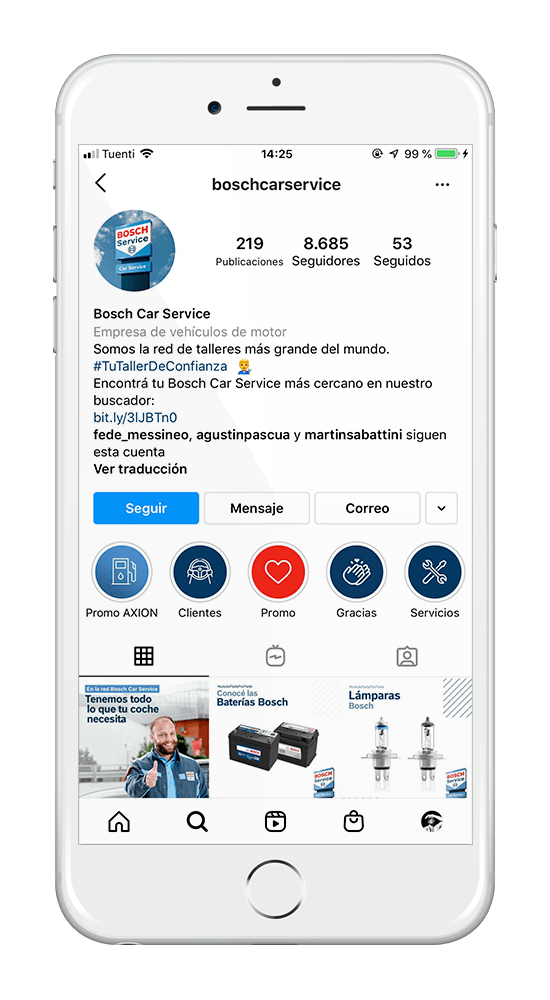 Tuenti 14:25 99 %
boschcarservice
BOSCH
Service
Car Service
219 8.685 53
Publicaciones Seguidores Seguidos
Bosch Car Service
Empresa de vehículos de motor
Somos la red de talleres más grande del mundo.
#TuTallerDeConfianza
Encontrá tu Bosch Car Service más cercano en nuestro
buscador:
bit.ly/3lJBTn0
fede_messineo, agustinpascua y martinsabattini siguen
esta cuenta
Ver traducción
Seguir Mensaje Correo
Promo AXION Clientes Promo Gracias Servicios
En la red Bosch Car Service
Tenemos todo
lo que tu coche
necesita
Conocé las
Baterías Bosch
BOSCH
Service
Lámparas
Bosch
BOSCH
Service